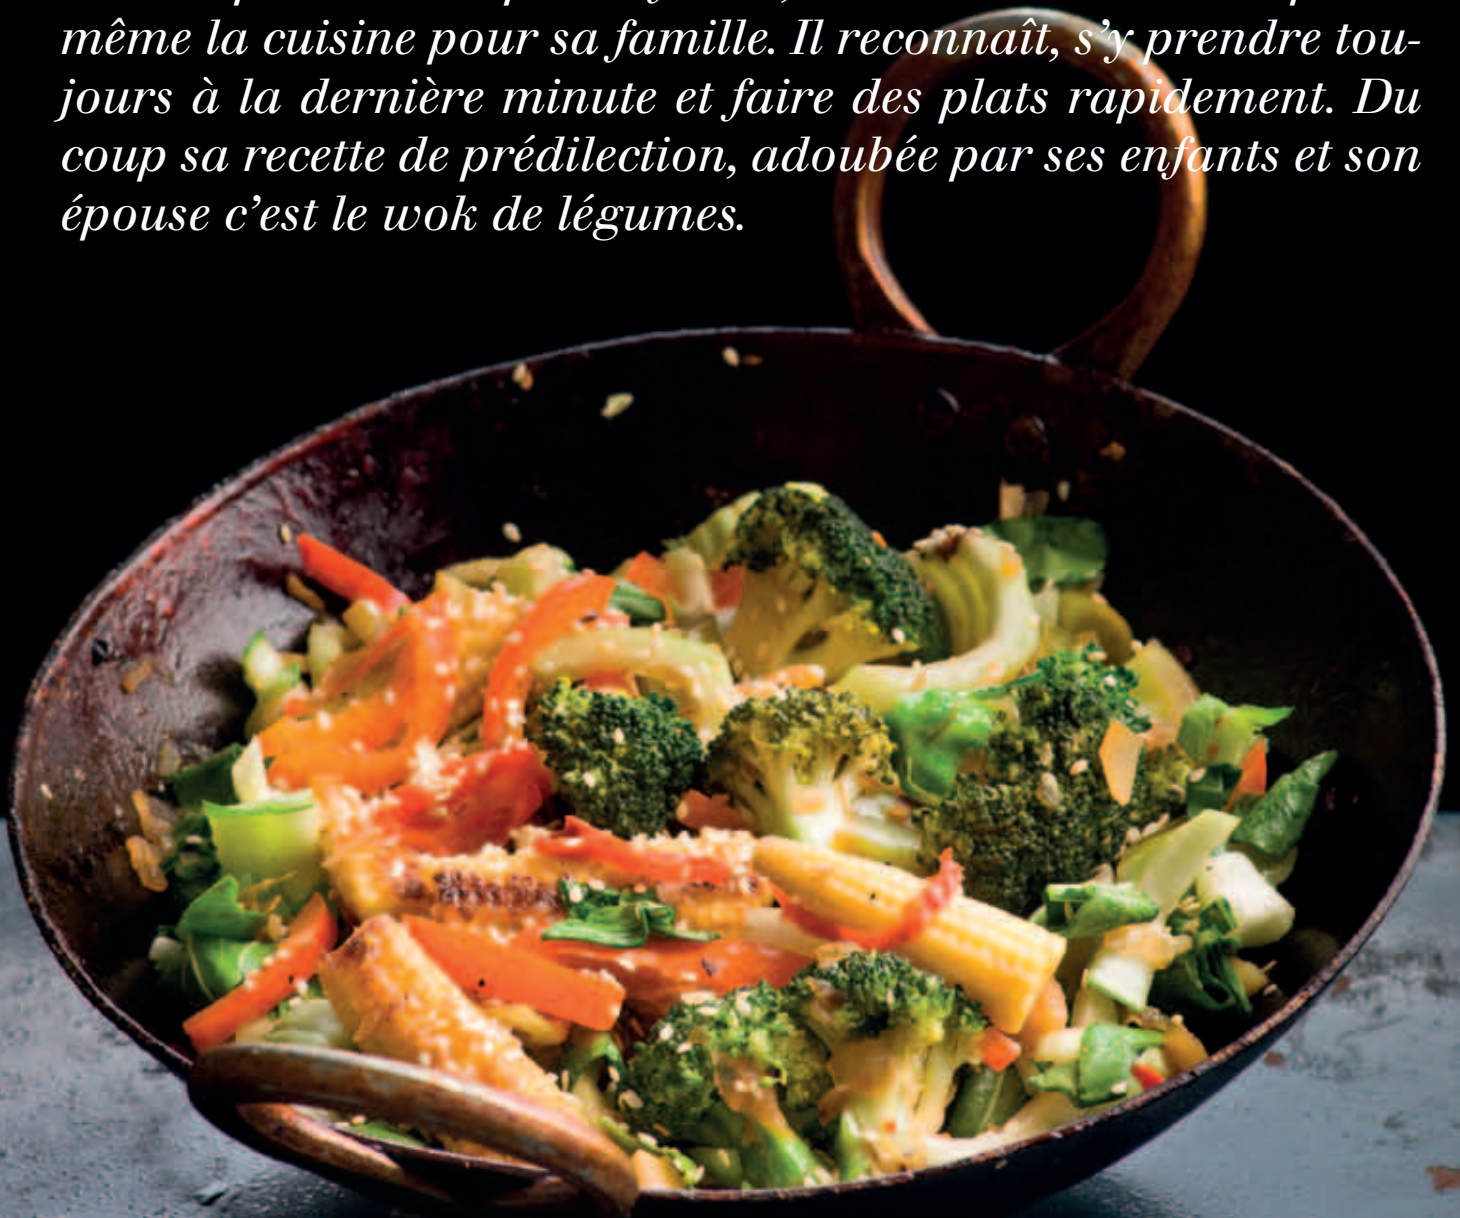 même la cuisine pour sa famille. Il reconnaît, s’y prendre tou-
jours à la dernière minute et faire des plats rapidement. Du
coup sa recette de prédilection, adoubée par ses enfants et son
épouse c’est le wok de légumes.